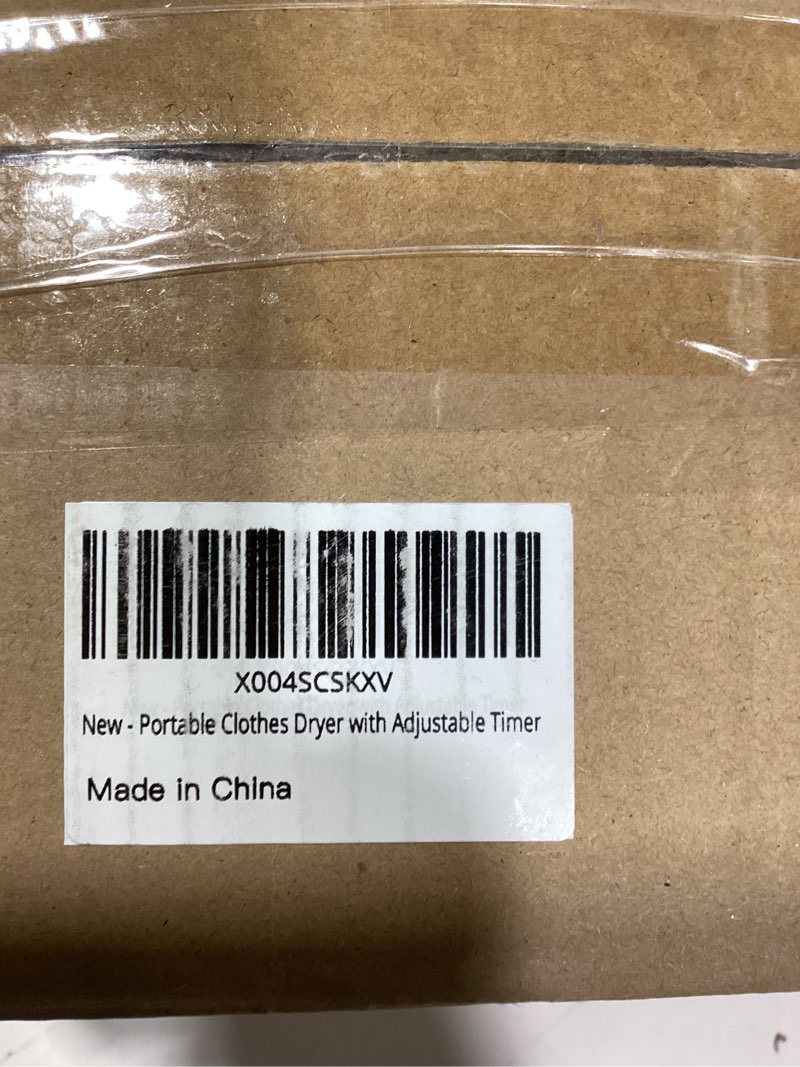 X004SCSKXV
New - Portable Clothes Dryer with Adjustable Timer
Made in China